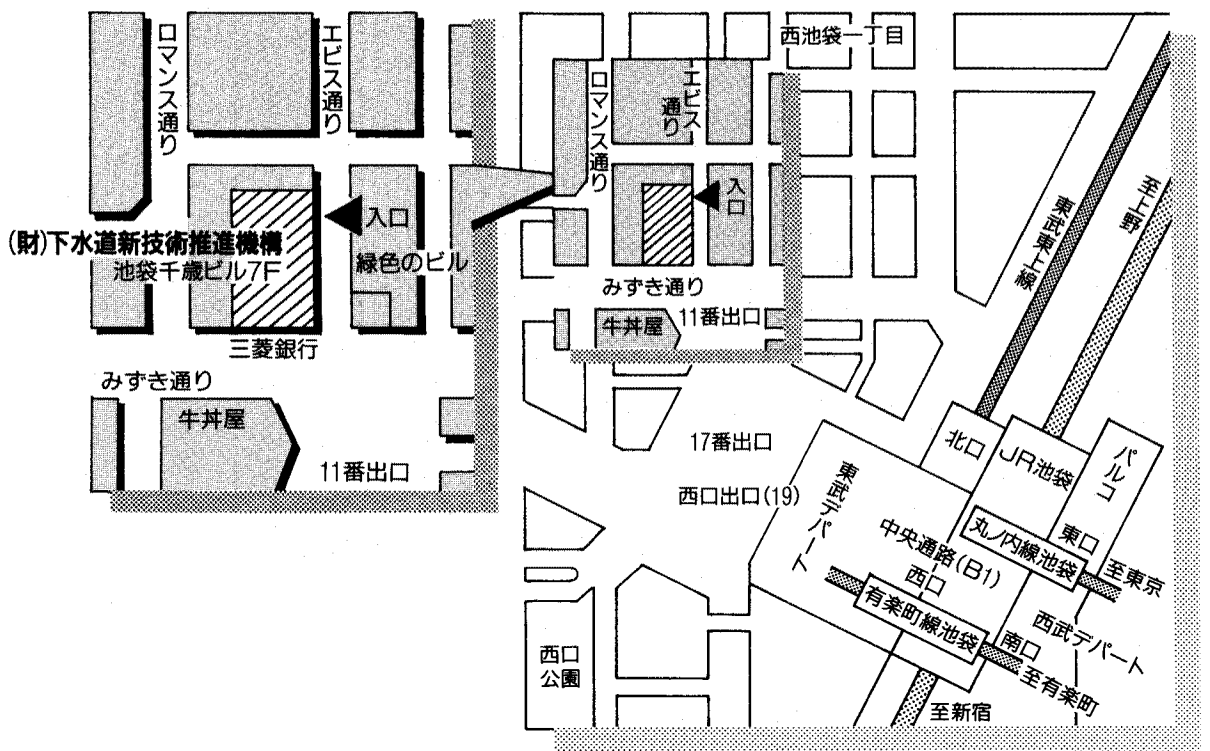 ロマンス通り
エビス通り
入口
(財)下水道新技術推進機構
池袋千歳ビル7F
緑色のビル
三菱銀行
みずき通り
牛丼屋
11番出口
西池袋一丁目
ロマンス通り
エビス
通り
入口
みずき通り
牛丼屋
11番出口
至上野
東武東上線
17番出口
西口出口(19)
北口
JR池袋
パルコ
東武デパート
中央通路(B1)
西口
丸ノ内線池袋
東口
至東京
有楽町線池袋
南口
西武デパート
至有楽町
至新宿
西口
公園